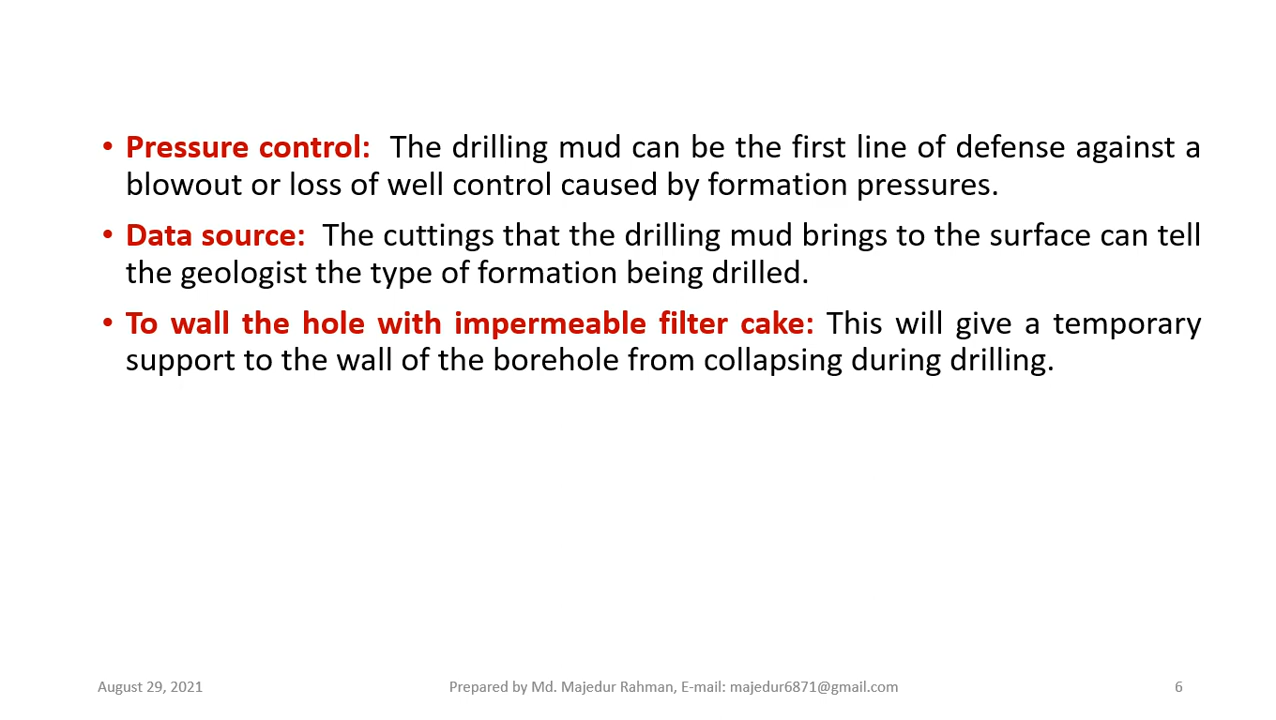 • Pressure control: The drilling mud can be the first line of defense against a
blowout or loss of well control caused by formation pressures.
• Data source: The cuttings that the drilling mud brings to the surface can tell
the geologist the type of formation being drilled.
• To wall the hole with impermeable filter cake: This will give a temporary
support to the wall of the borehole from collapsing during drilling.
August 29, 2021
Prepared by Md. Majedur Rahman, E-mail: majedur6871@gmail.com
6